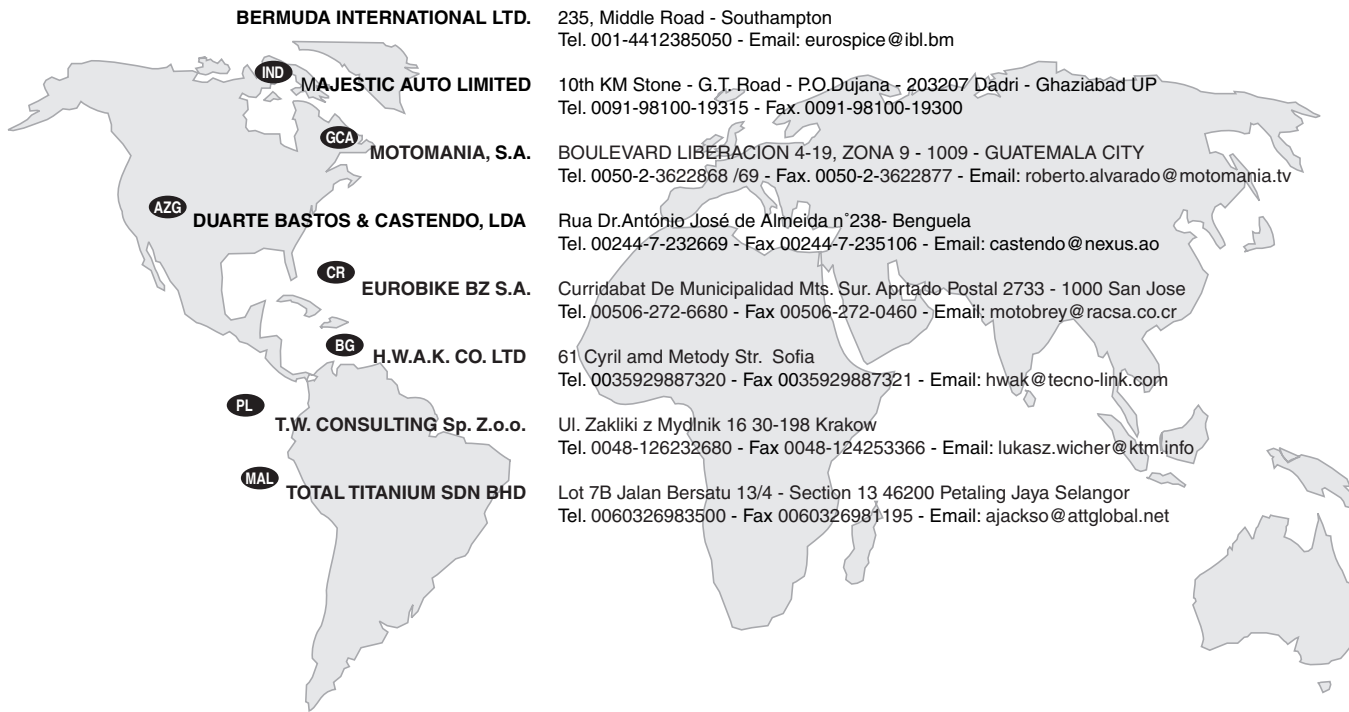 BERMUDA INTERNATIONAL LTD. 235, Middle Road - Southampton
Tel. 001-4412385050 - Email: eurospice@ibl.bm
IND MAJESTIC AUTO LIMITED 10th KM Stone - G.T. Road - P.O.Dujana - 203207 Dadri - Ghaziabad UP
Tel. 0091-98100-19315 - Fax. 0091-98100-19300
GCA MOTOMANIA, S.A. BOULEVARD LIBERACION 4-19, ZONA 9 - 1009 - GUATEMALA CITY
Tel. 0050-2-3622868 /69 - Fax. 0050-2-3622877 - Email: roberto.alvarado@motomania.tv
AZG DUARTE BASTOS & CASTENDO, LDA Rua Dr.António José de Almeida n°238- Benguela
Tel. 00244-7-232669 - Fax 00244-7-235106 - Email: castendo@nexus.ao
CR EUROBIKE BZ S.A. Curridabat De Municipalidad Mts. Sur. Aprtado Postal 2733 - 1000 San Jose
Tel. 00506-272-6680 - Fax 00506-272-0460 - Email: motobrey@racsa.co.cr
BG H.W.A.K. CO. LTD 61 Cyril amd Metody Str. Sofia
Tel. 0035929887320 - Fax 0035929887321 - Email: hwak@tecno-link.com
PL T.W. CONSULTING Sp. Z.o.o. Ul. Zakliki z Mydlnik 16 30-198 Krakow
Tel. 0048-126232680 - Fax 0048-124253366 - Email: lukasz.wicher@ktm.info
MAL TOTAL TITANIUM SDN BHD Lot 7B Jalan Bersatu 13/4 - Section 13 46200 Petaling Jaya Selangor
Tel. 0060326983500 - Fax 0060326981195 - Email: ajackso@attglobal.net